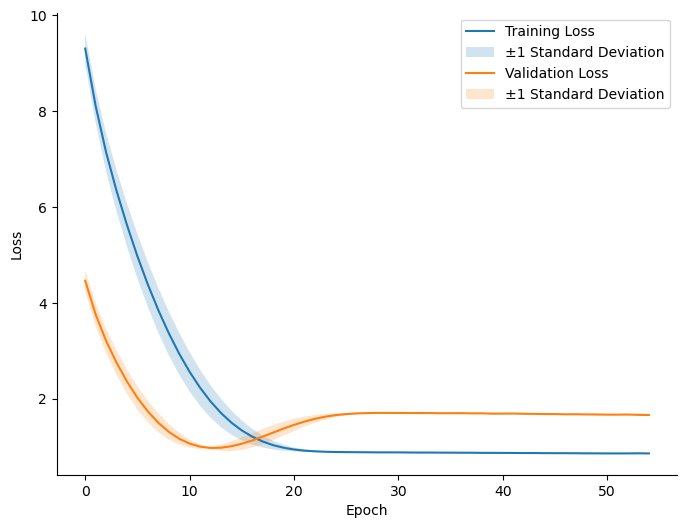 10
8
6
4
2
Loss
0
10
20
30
40
50
Epoch
Training Loss
±1 Standard Deviation
Validation Loss
±1 Standard Deviation